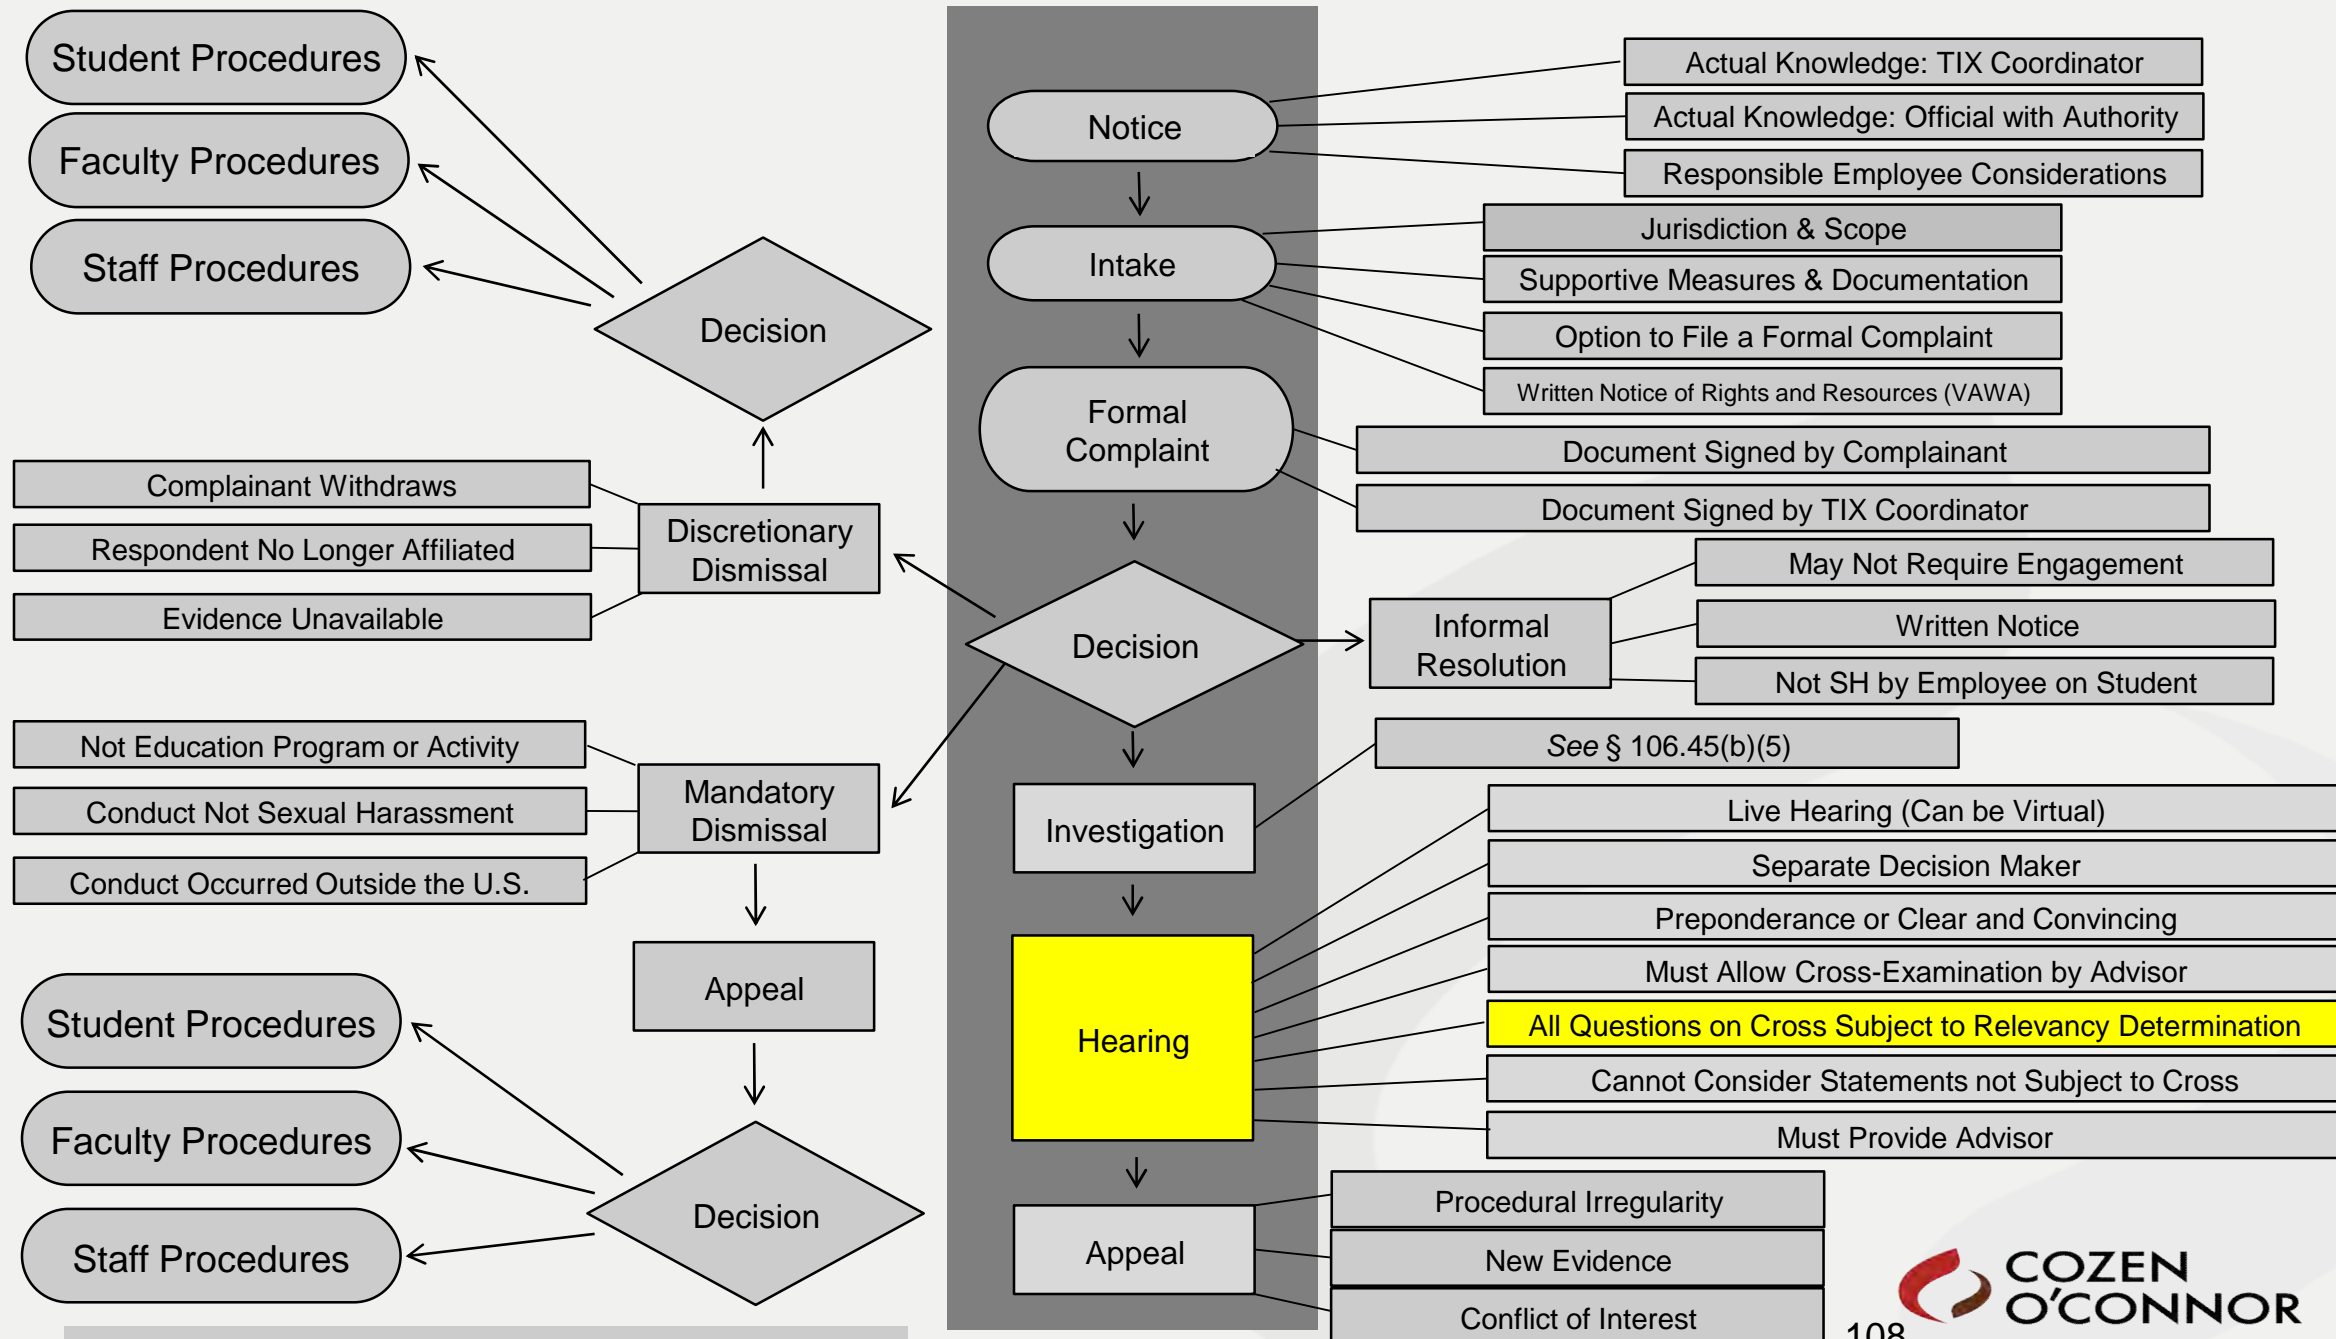 Student Procedures
Faculty Procedures
Staff Procedures
Decision
Complainant Withdraws
Respondent No Longer Affiliated
Evidence Unavailable
Discretionary
Dismissal
Not Education Program or Activity
Conduct Not Sexual Harassment
Conduct Occurred Outside the U.S.
Mandatory
Dismissal
Appeal
Student Procedures
Faculty Procedures
Staff Procedures
Decision
Notice
Actual Knowledge: TIX Coordinator
Actual Knowledge: Official with Authority
Responsible Employee Considerations
Intake
Jurisdiction & Scope
Supportive Measures & Documentation
Option to File a Formal Complaint
Written Notice of Rights and Resources (VAWA)
Formal
Complaint
Document Signed by Complainant
Document Signed by TIX Coordinator
Decision
Informal
Resolution
May Not Require Engagement
Written Notice
Not SH by Employee on Student
Investigation
See § 106.45(b)(5)
Hearing
Live Hearing (Can be Virtual)
Separate Decision Maker
Preponderance or Clear and Convincing
Must Allow Cross-Examination by Advisor
All Questions on Cross Subject to Relevancy Determination
Cannot Consider Statements not Subject to Cross
Must Provide Advisor
Appeal
Procedural Irregularity
New Evidence
Conflict of Interest
COZEN
O'CONNOR
108